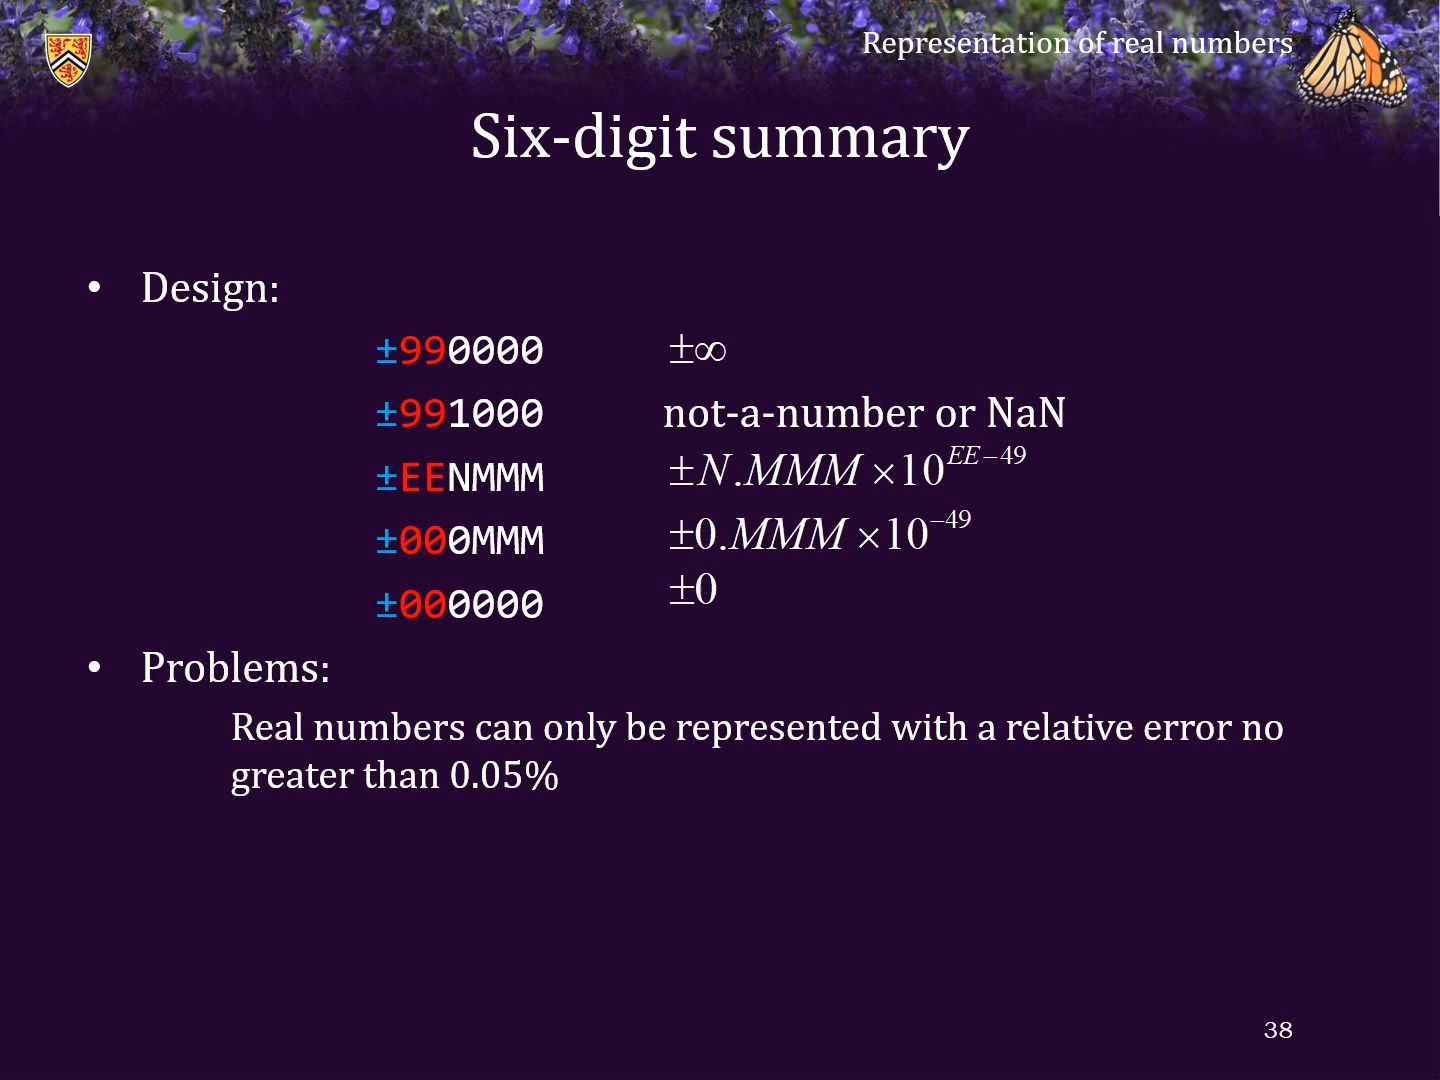 Representation of real numbers
Six-digit summary
• Design:
±990000 ±∞
±991000 not-a-number or NaN
±EENMMM ±N.MMM ×10^{EE−49}
±000MMM ±0.MMM ×10^{−49}
±000000 ±0
• Problems:
Real numbers can only be represented with a relative error no
greater than 0.05%
38